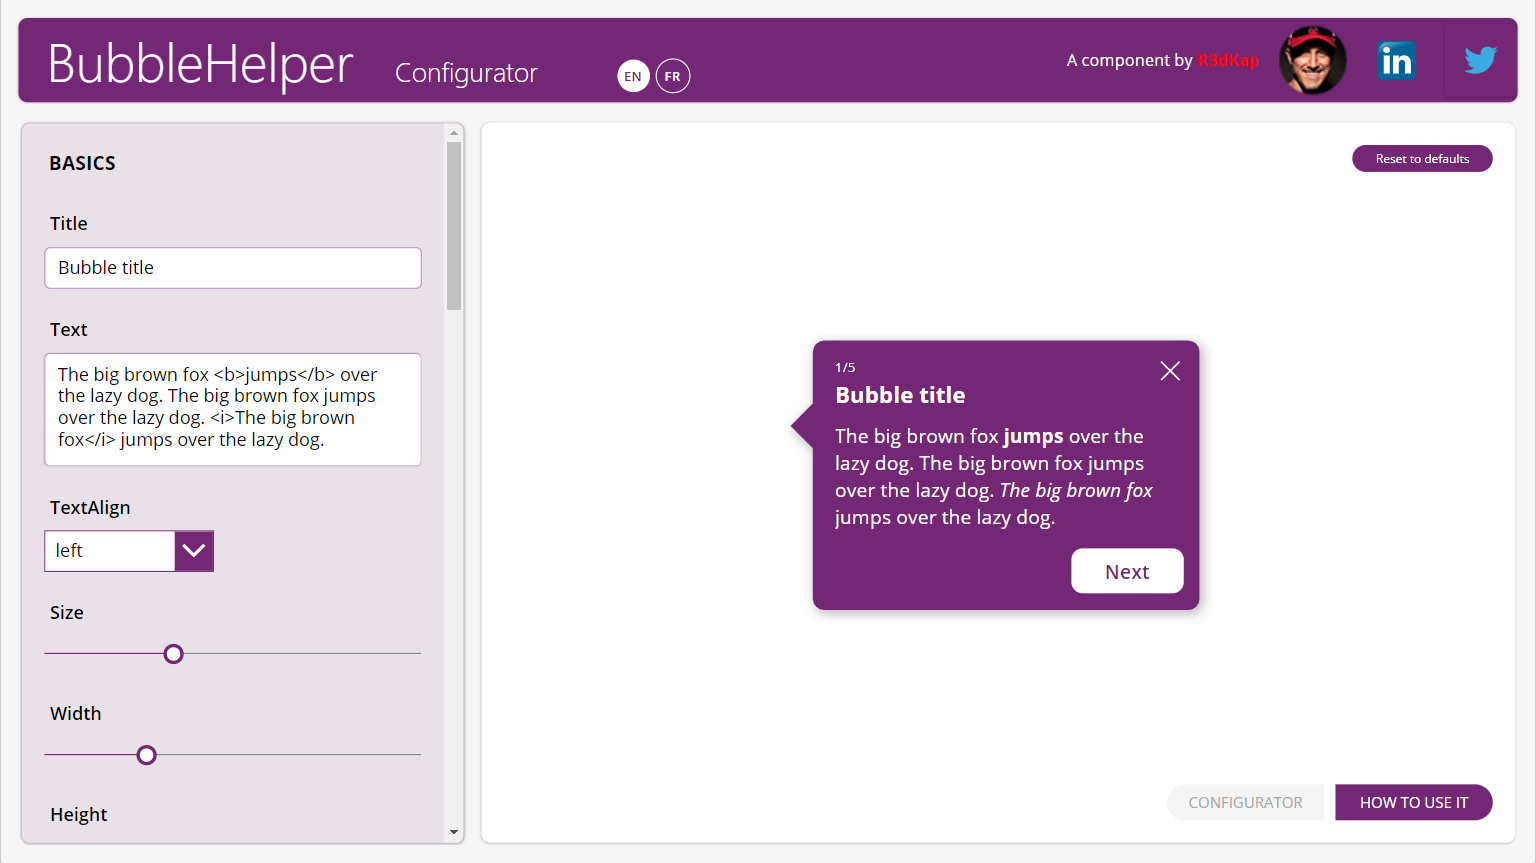 BubbleHelper
Configurator
EN
FR
A component by R3dKap
in
BASICS
Title
Bubble title
Text
The big brown fox <b>jumps</b> over
the lazy dog. The big brown fox jumps
over the lazy dog. <i>The big brown
fox</i> jumps over the lazy dog.
TextAlign
left
Size
Width
Height
Reset to defaults
1/5
Bubble title
The big brown fox jumps over the
lazy dog. The big brown fox jumps
over the lazy dog. The big brown fox
jumps over the lazy dog.
Next
CONFIGURATOR
HOW TO USE IT